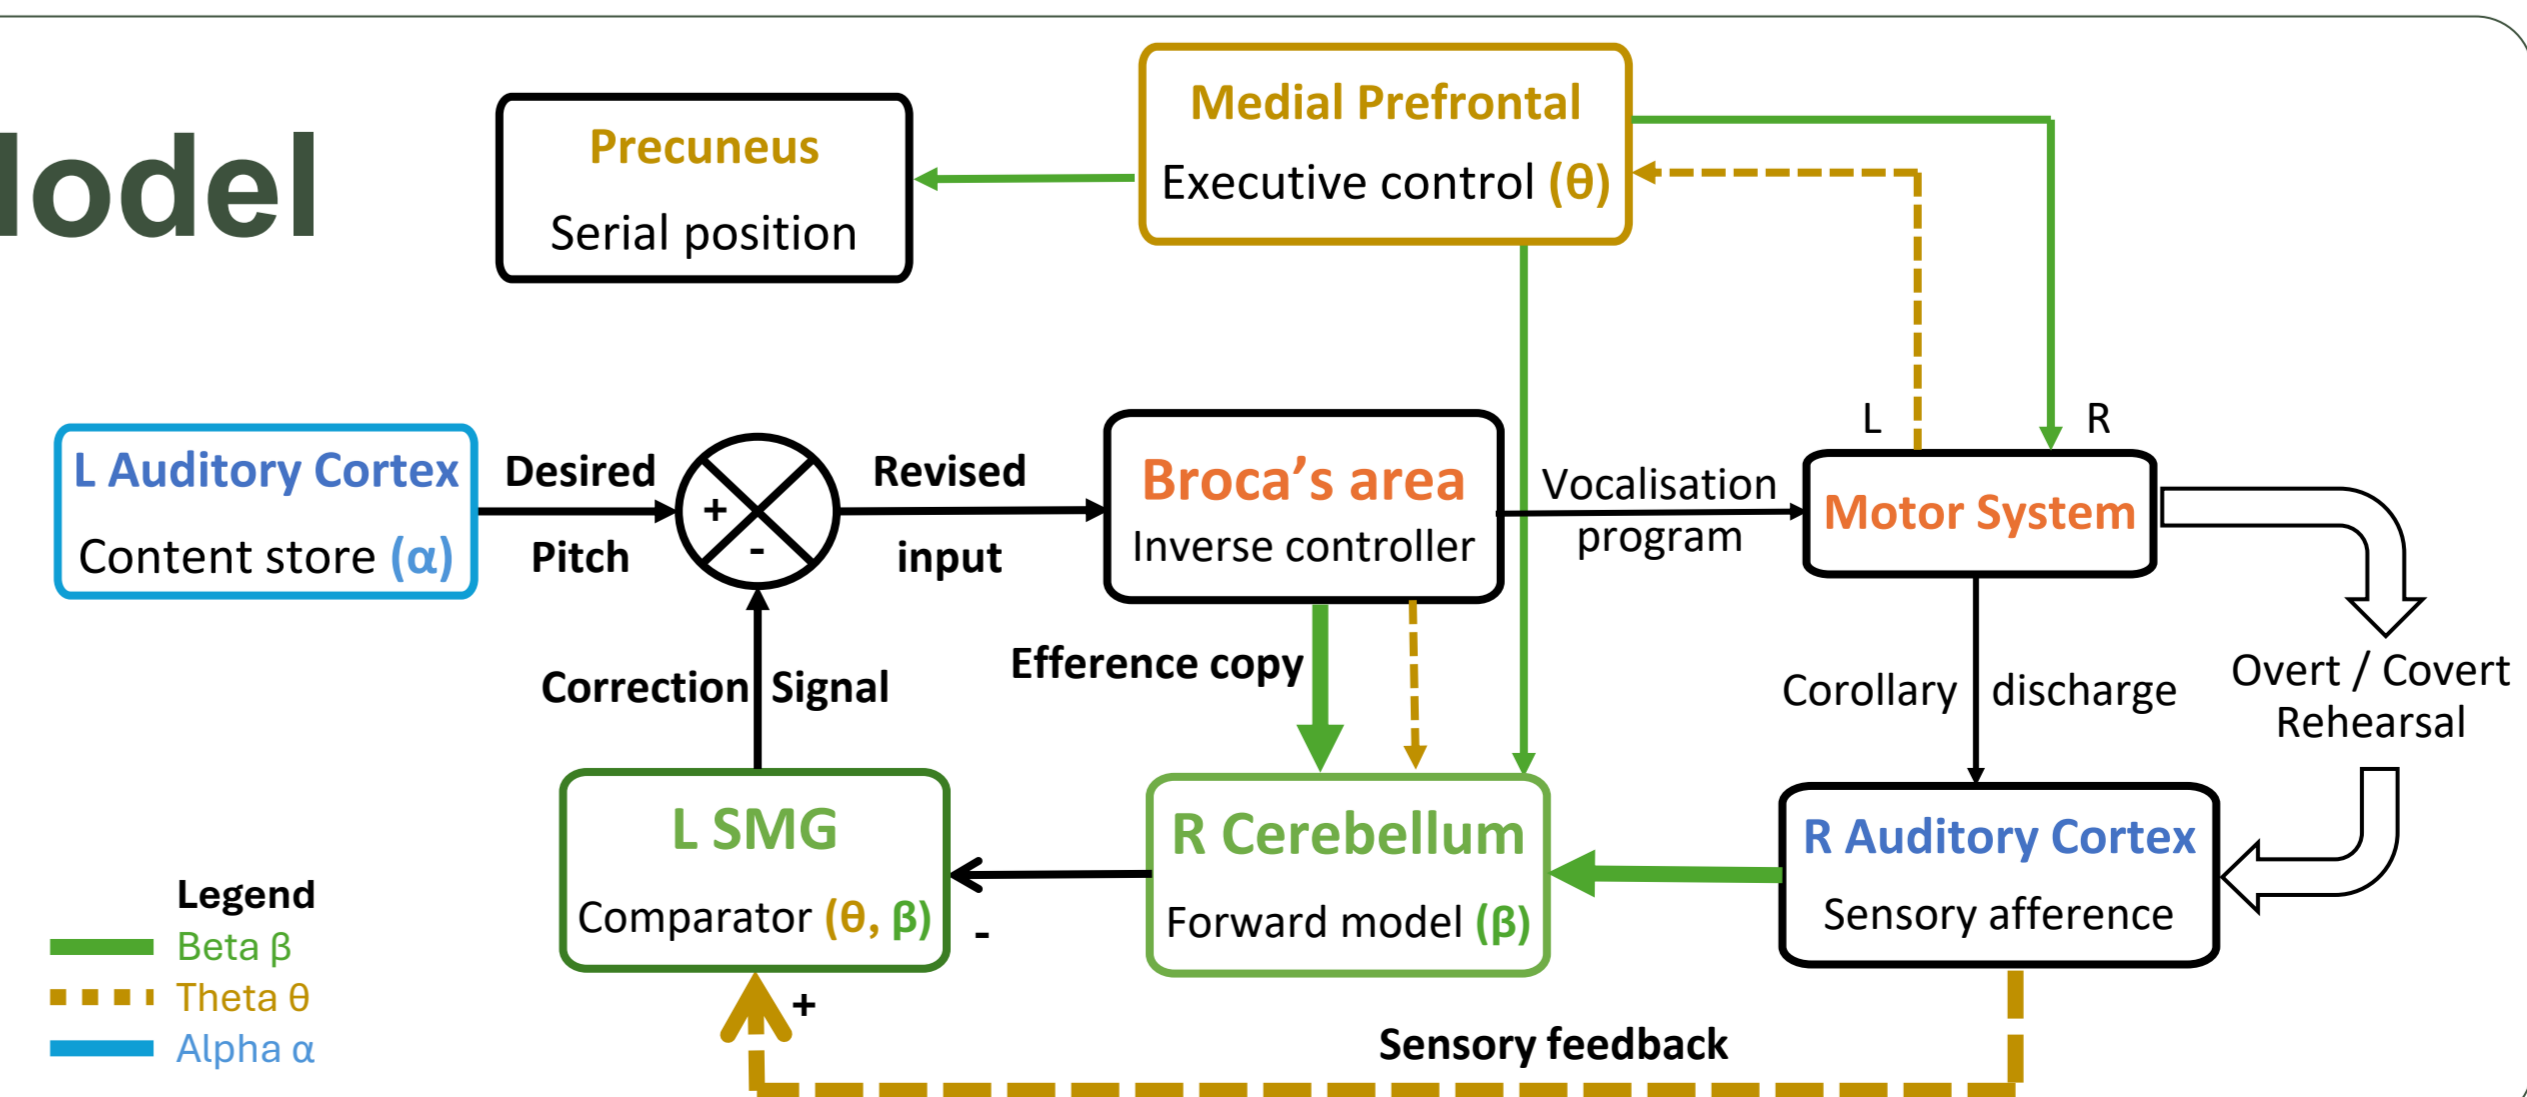 Model
Precuneus
Serial position
Medial Prefrontal
Executive control (θ)
L
R
L Auditory Cortex
Content store (α)
Desired
Pitch
+
-
Revised
input
Broca’s area
Inverse controller
Vocalisation
program
Motor System
Correction Signal
Efference copy
Corollary discharge
Overt / Covert
Rehearsal
L SMG
Comparator (θ, β)
-
+
R Cerebellum
Forward model (β)
R Auditory Cortex
Sensory afference
Sensory feedback
Legend
Beta β
Theta θ
Alpha α